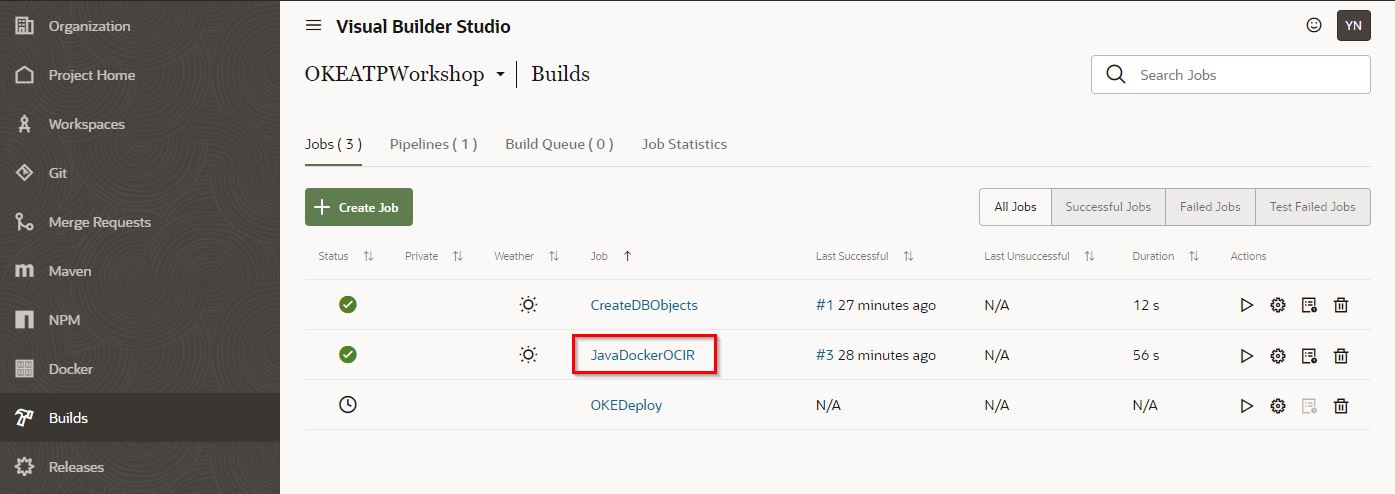 Organization
Project Home
Workspaces
Git
Merge Requests
Maven
NPM
Docker
Builds
Releases
Visual Builder Studio
YN
OKEATPWorkshop | Builds
Search Jobs
Jobs ( 3 ) Pipelines ( 1 ) Build Queue ( 0 ) Job Statistics
+ Create Job
All Jobs Successful Jobs Failed Jobs Test Failed Jobs
Status Private Weather Job Last Successful Last Unsuccessful Duration Actions
CreateDBObjects #1 27 minutes ago N/A 12 s
JavaDockerOCIR #3 28 minutes ago N/A 56 s
OKEDeploy N/A N/A N/A